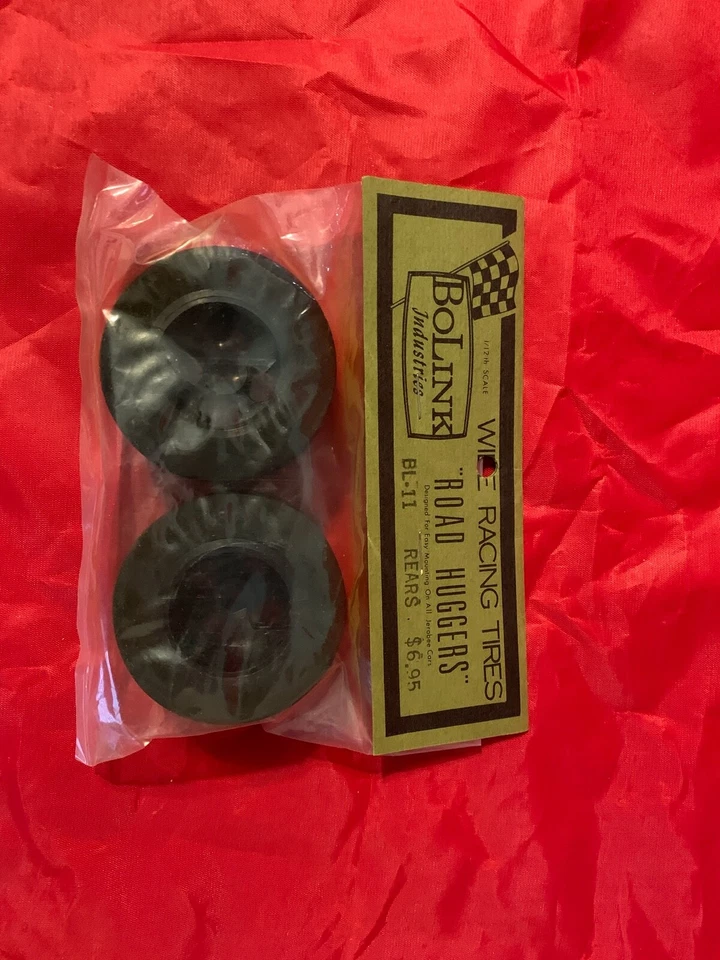 BoLINK
Industries
1/12th SCALE
WIDE RACING TIRES
"ROAD HUGGERS"
Designed For Easy Mounting On All Jerobee Cars
BL-11 REARS. $6.95